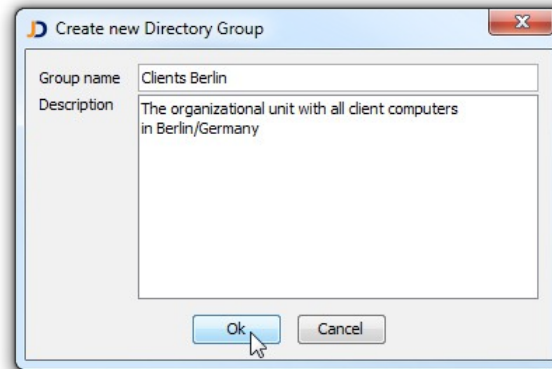 Create new Directory Group
Group name Clients Berlin
Description The organizational unit with all client computers
in Berlin/Germany
Ok Cancel